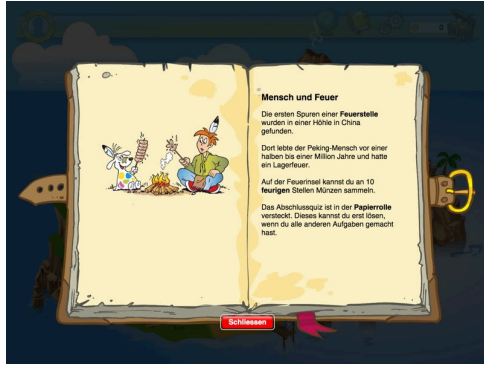 Mensch und Feuer
Die ersten Spuren einer Feuerstelle
wurden in einer Höhle in China
gefunden.
Dort lebte der Peking-Mensch vor einer
halben bis einer Million Jahre und hatte
ein Lagerfeuer.
Auf der Feuerinsel kannst du an 10
feurigen Stellen Münzen sammeln.
Das Abschlussquiz ist in der Papierrolle
versteckt. Dieses kannst du erst lösen,
wenn du alle anderen Aufgaben gemacht
hast.
Schliessen